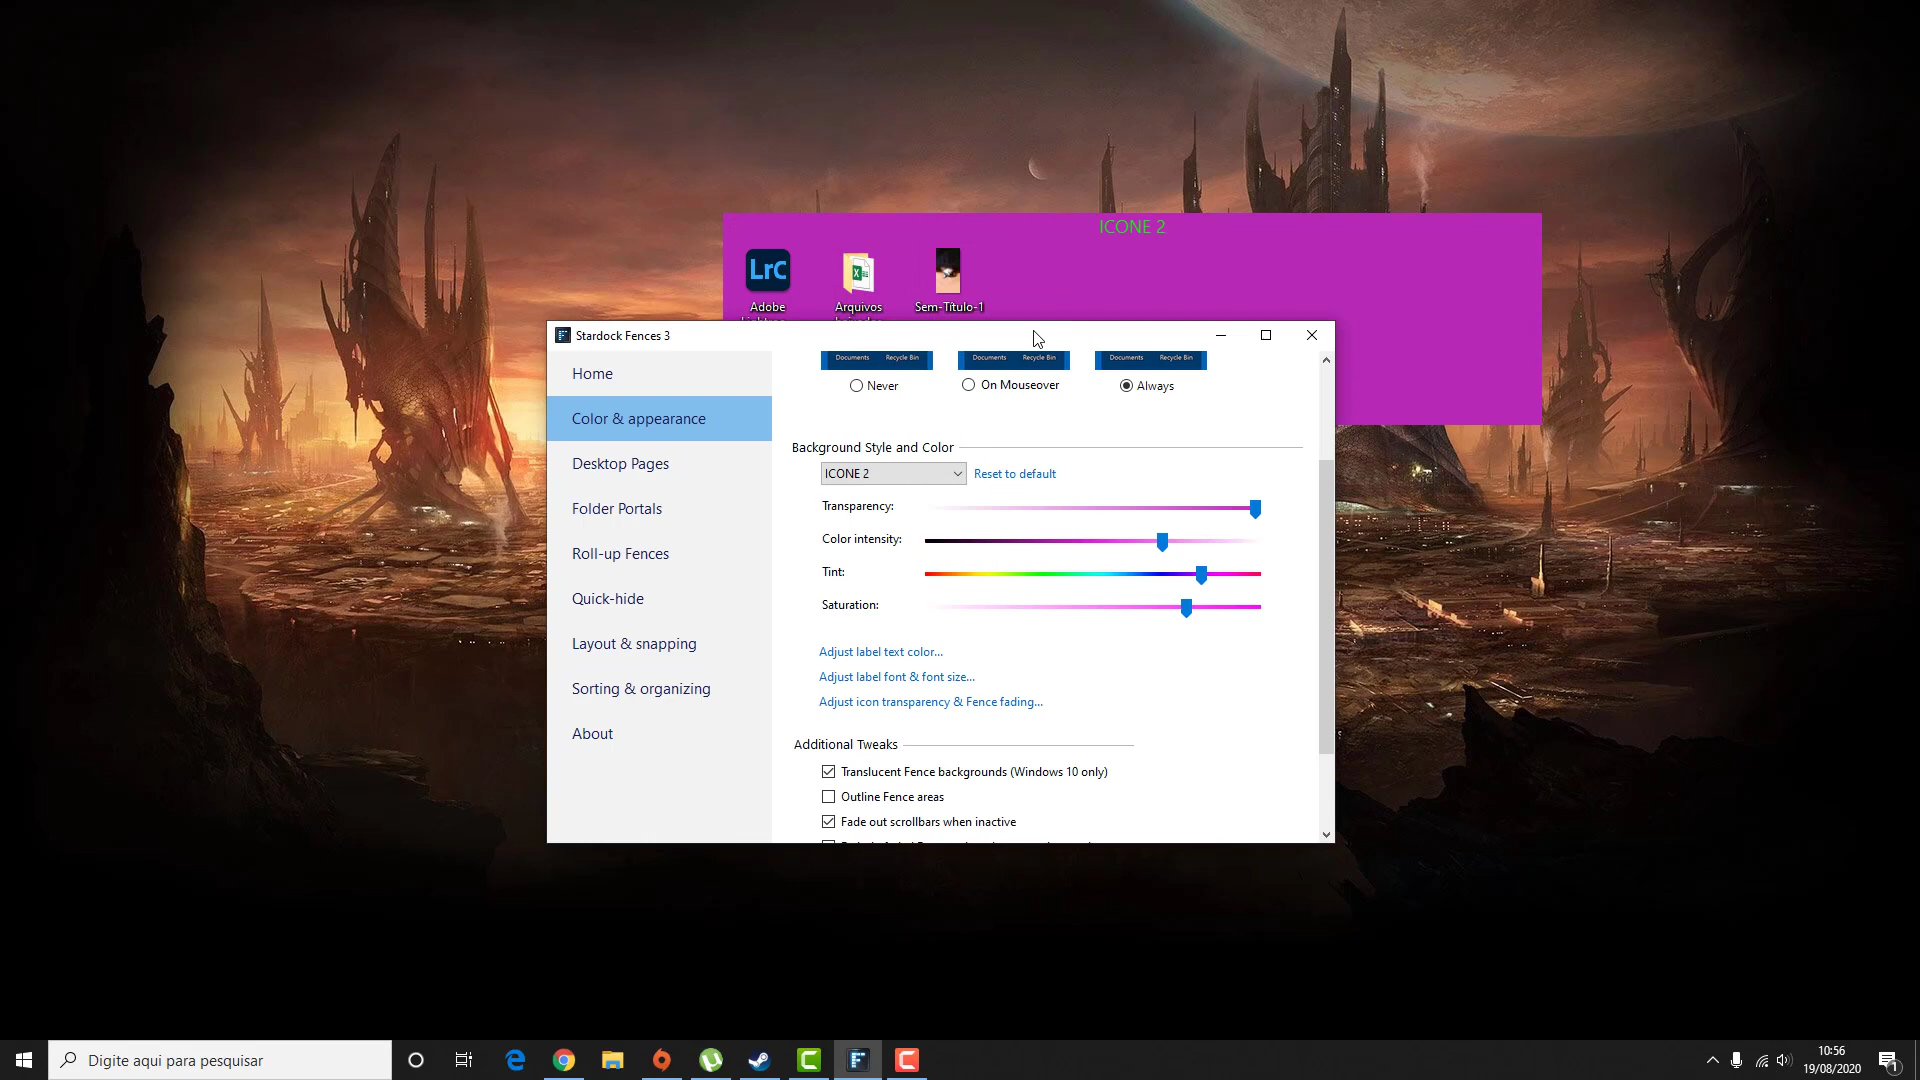 ICONE 2
LrC
Adobe
Arquivos
Sem-Título-1
Stardock Fences 3
Home
Color & appearance
Desktop Pages
Folder Portals
Roll-up Fences
Quick-hide
Layout & snapping
Sorting & organizing
About
Documents Recycle Bin
Documents Recycle Bin
Documents Recycle Bin
Never
On Mouseover
Always
Background Style and Color
ICONE 2
Reset to default
Transparency:
Color intensity:
Tint:
Saturation:
Adjust label text color...
Adjust label font & font size...
Adjust icon transparency & Fence fading...
Additional Tweaks
Translucent Fence backgrounds (Windows 10 only)
Outline Fence areas
Fade out scrollbars when inactive
Digite aqui para pesquisar
10:56
19/08/2020
1